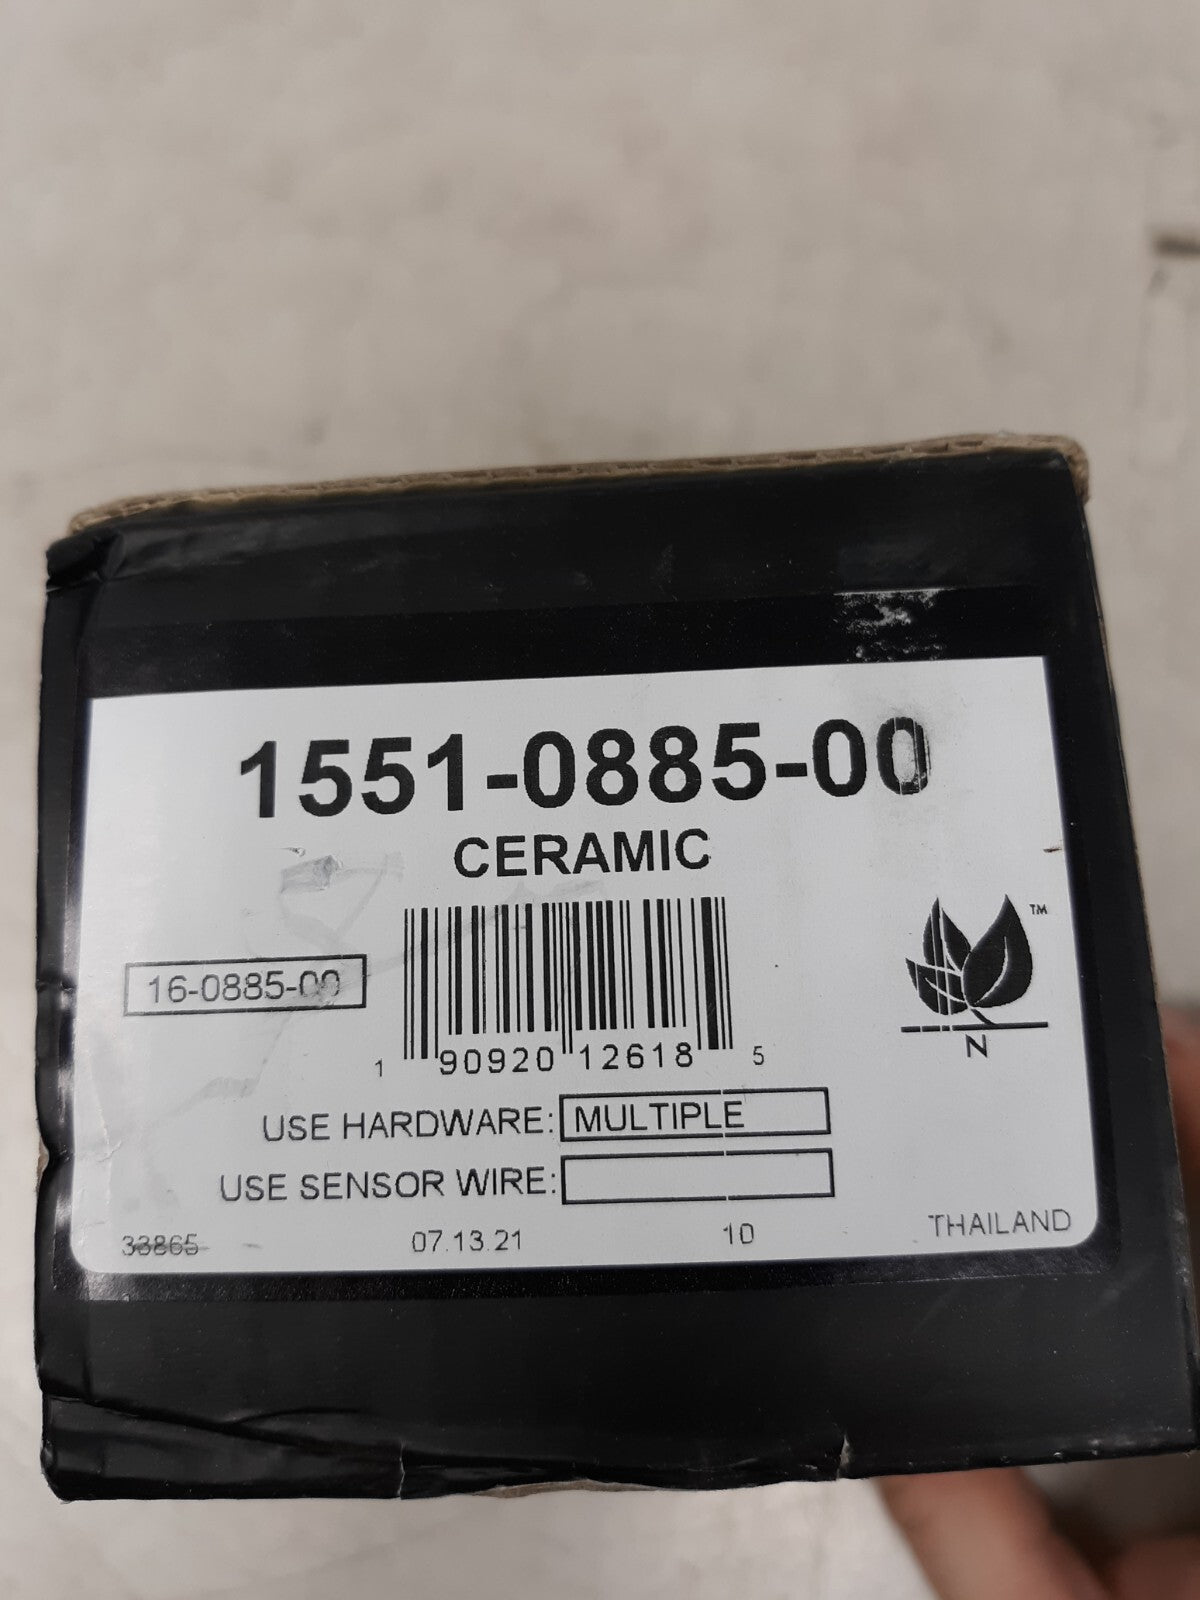 1551-0885-00
CERAMIC
16-0885-00
1 90920 12618 5
TM
N
USE HARDWARE: MULTIPLE
USE SENSOR WIRE:
33865 07.13.21 10 THAILAND